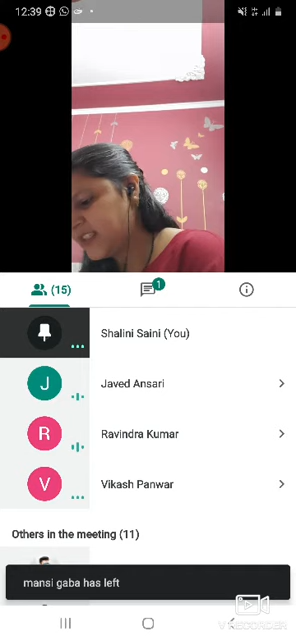 12:39
(15)
1
Shalini Saini (You)
J
Javed Ansari
R
Ravindra Kumar
V
Vikash Panwar
Others in the meeting (11)
mansi gaba has left
V RECORDER